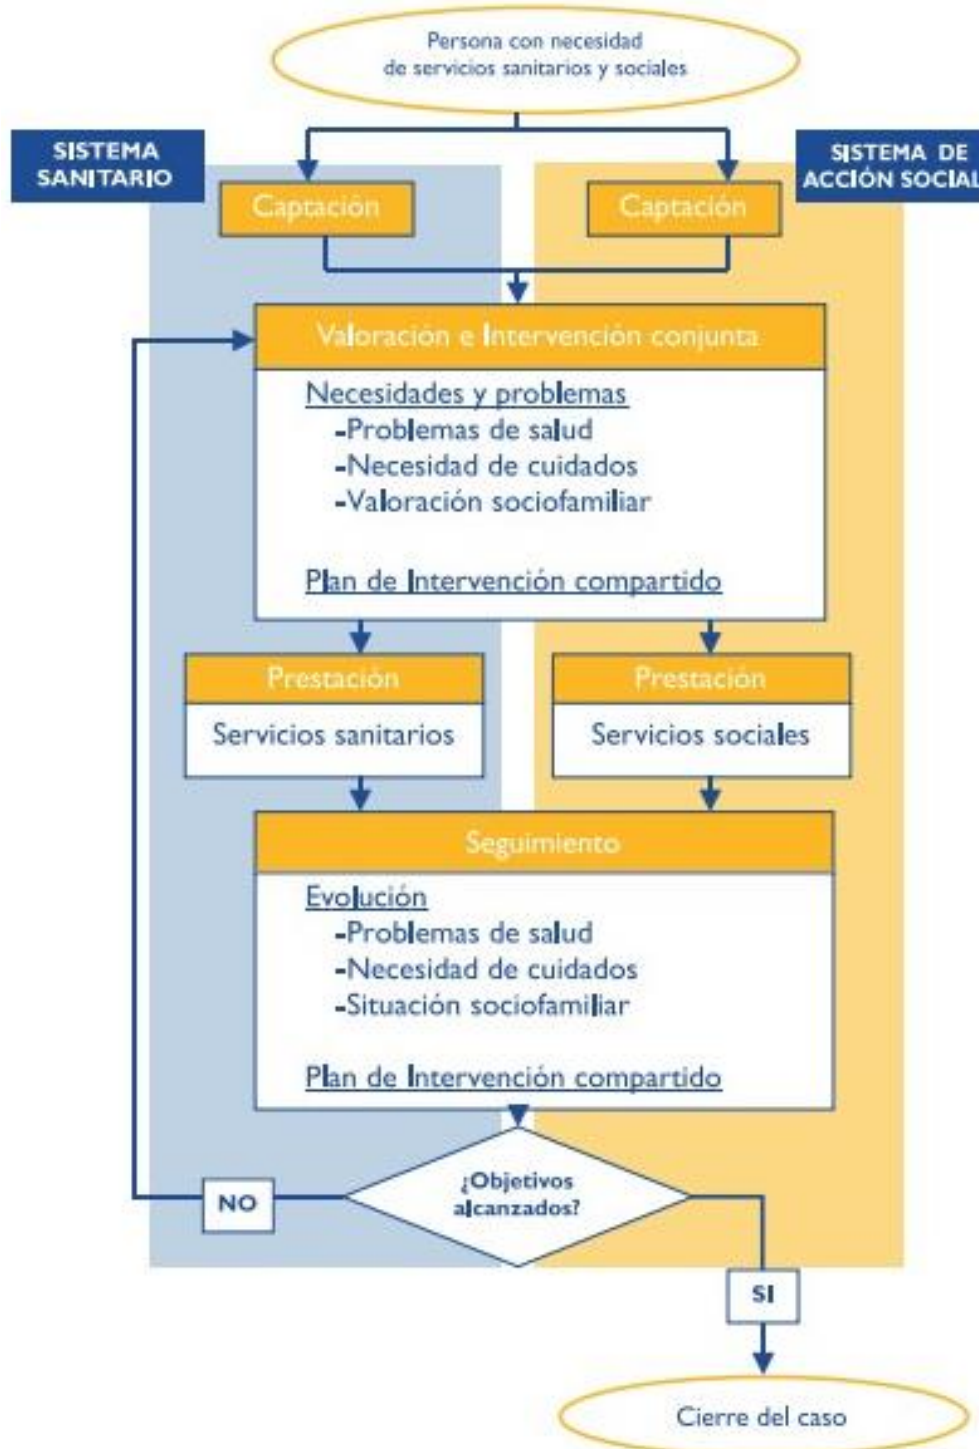 Persona con necesidad
de servicios sanitarios y sociales
SISTEMA
SANITARIO
SISTEMA DE
ACCIÓN SOCIAL
Captación
Captación
Valoración e Intervención conjunta
Necesidades y problemas
-Problemas de salud
-Necesidad de cuidados
-Valoración sociofamiliar
Plan de Intervención compartido
Prestación
Prestación
Servicios sanitarios
Servicios sociales
Seguimiento
Evolución
-Problemas de salud
-Necesidad de cuidados
-Situación sociofamiliar
Plan de Intervención compartido
¿Objetivos
alcanzados?
NO
SI
Cierre del caso